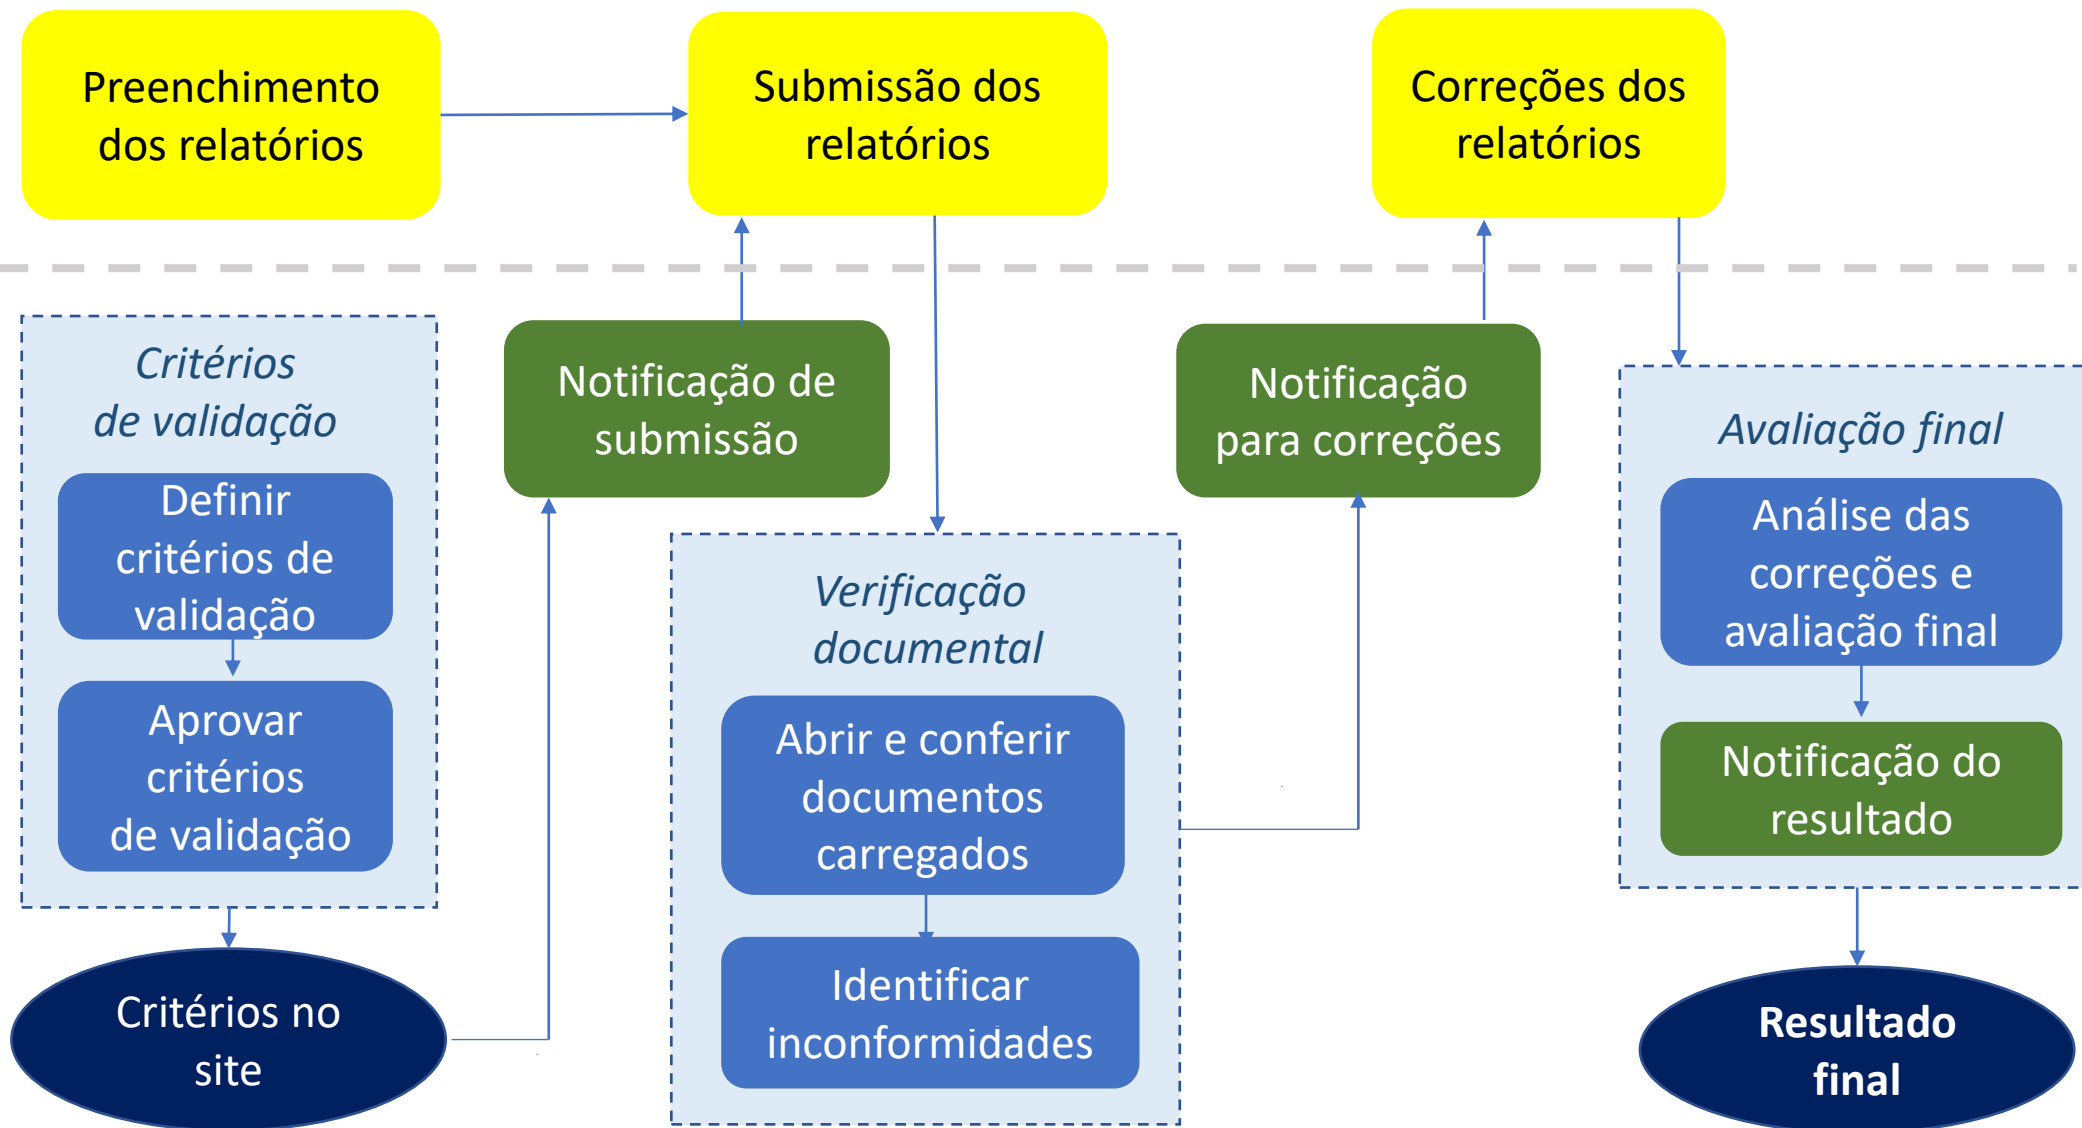 Preenchimento
dos relatórios
Submissão dos
relatórios
Correções dos
relatórios
Critérios
de validação
Definir
critérios de
validação
Aprovar
critérios
de validação
Critérios no
site
Notificação de
submissão
Verificação
documental
Abrir e conferir
documentos
carregados
Identificar
inconformidades
Notificação
para correções
Avaliação final
Análise das
correções e
avaliação final
Notificação do
resultado
Resultado
final